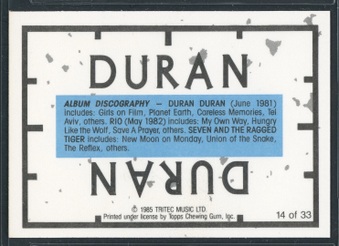 DURAN
ALBUM DISCOGRAPHY — DURAN DURAN (June 1981)
includes: Girls on Film, Planet Earth, Careless Memories, Tel
Aviv, others. RIO (May 1982) includes: My Own Way, Hungry
Like the Wolf, Save A Prayer, others. SEVEN AND THE RAGGED
TIGER includes: New Moon on Monday, Union of the Snake,
The Reflex, others.
DURAN
© 1985 TRITEC MUSIC LTD
Printed under license by Topps Chewing Gum, Inc.
14 of 33